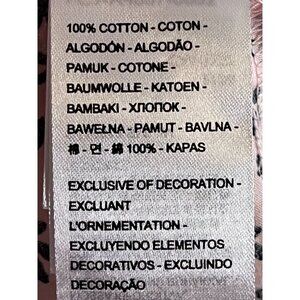 100% COTTON - COTON -
ALGODÓN - ALGODÃO -
PAMUK - COTONE -
BAUMWOLLE - KATOEN -
BAMBAKI - ХЛОПОК -
BAWEŁNA - PAMUT - BAVLNA -
棉 - 면 - 綿 100% - KAPAS
EXCLUSIVE OF DECORATION -
EXCLUANT
L'ORNEMENTATION -
EXCLUYENDO ELEMENTOS
DECORATIVOS - EXCLUINDO
DECORAÇÃO